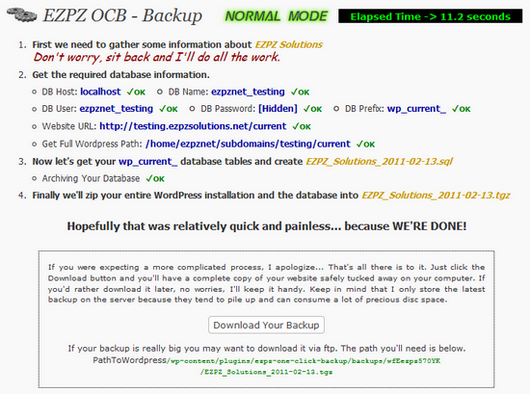 EZPZ OCB - Backup
NORMAL MODE
Elapsed Time -> 11.2 seconds
1. First we need to gather some information about EZPZ Solutions
Don't worry, sit back and I'll do all the work.
2. Get the required database information.
DB Host: localhost ✓OK DB Name: ezpznet_testing ✓OK
DB User: ezpznet_testing ✓OK DB Password: [Hidden] ✓OK DB Prefix: wp_current_ ✓OK
Website URL: http://testing.ezpzsolutions.net/current ✓OK
Get Full Wordpress Path: /home/ezpznet/subdomains/testing/current ✓OK
3. Now let's get your wp_current_ database tables and create EZPZ_Solutions_2011-02-13.sql
Archiving Your Database ✓OK
4. Finally we'll zip your entire WordPress installation and the database into EZPZ_Solutions_2011-02-13.tgz
Hopefully that was relatively quick and painless... because WE'RE DONE!
If you were expecting a more complicated process, I apologize... That's all there is to it. Just click the
Download button and you'll have a complete copy of your website safely tucked away on your computer. If
you'd rather download it later, no worries, I'll keep it handy. Keep in mind that I only store the latest
backup on the server because they tend to pile up and can consume a lot of precious disc space.
Download Your Backup
If your backup is really big you may want to download it via ftp. The path you'll need is below.
PathToWordpress/wp-content/plugins/ezpz-one-click-backup/backups/wfEezpz570YK
/EZPZ_Solutions_2011-02-13.tgz